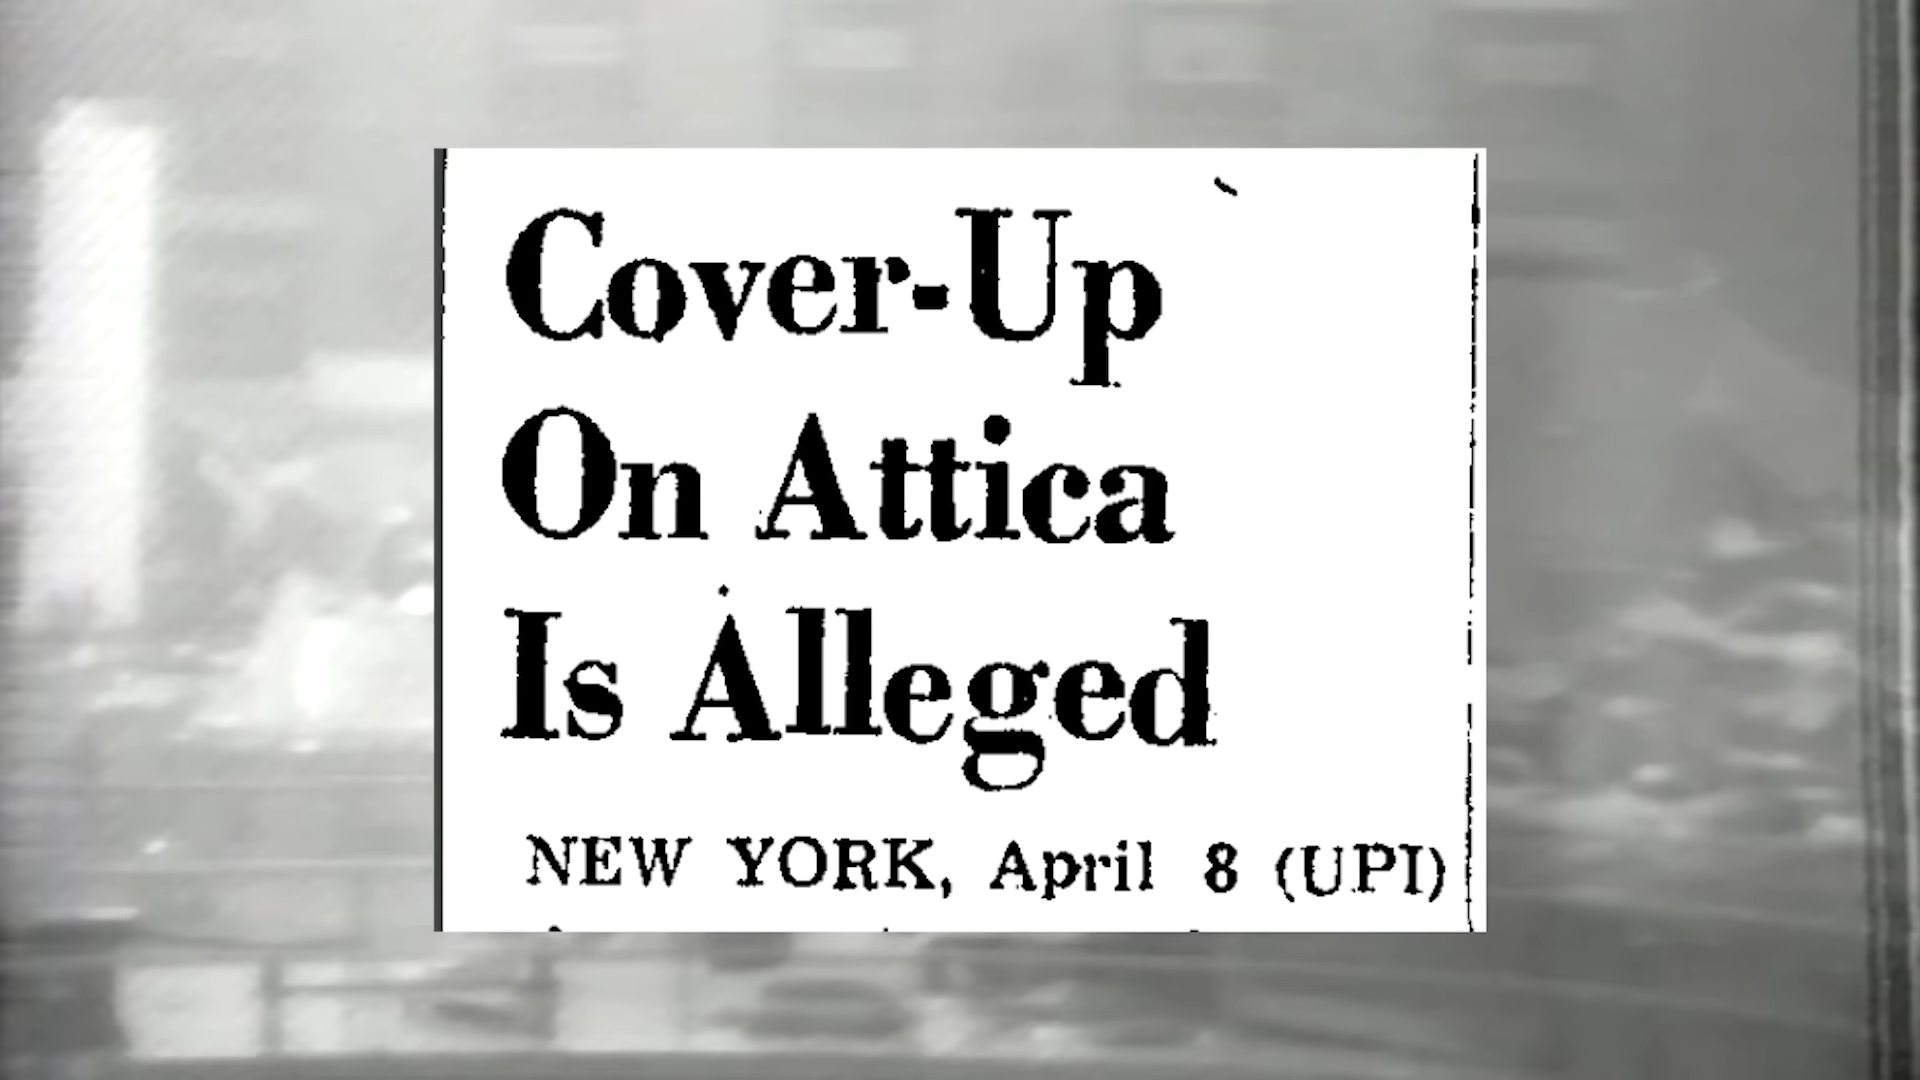 Cover-Up
On Attica
Is Alleged
NEW YORK, April 8 (UPI)